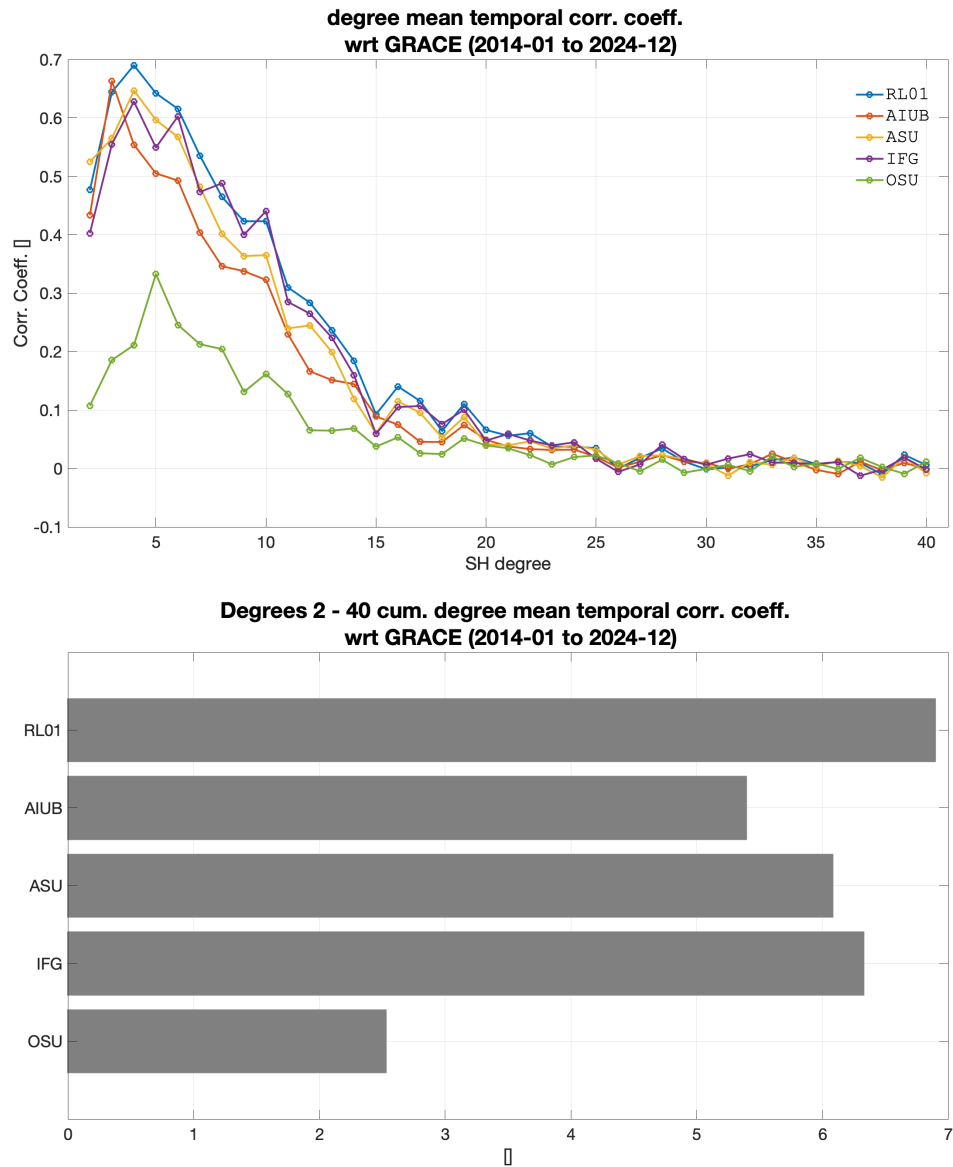 degree mean temporal corr. coeff.
wrt GRACE (2014-01 to 2024-12)
0.7
0.6
0.5
0.4
0.3
0.2
0.1
0
-0.1
Corr. Coeff. []
RL01
AIUB
ASU
IFG
OSU
5 10 15 20 25 30 35 40
SH degree
Degrees 2 - 40 cum. degree mean temporal corr. coeff.
wrt GRACE (2014-01 to 2024-12)
RL01
AIUB
ASU
IFG
OSU
0 1 2 3 4 5 6 7
[]